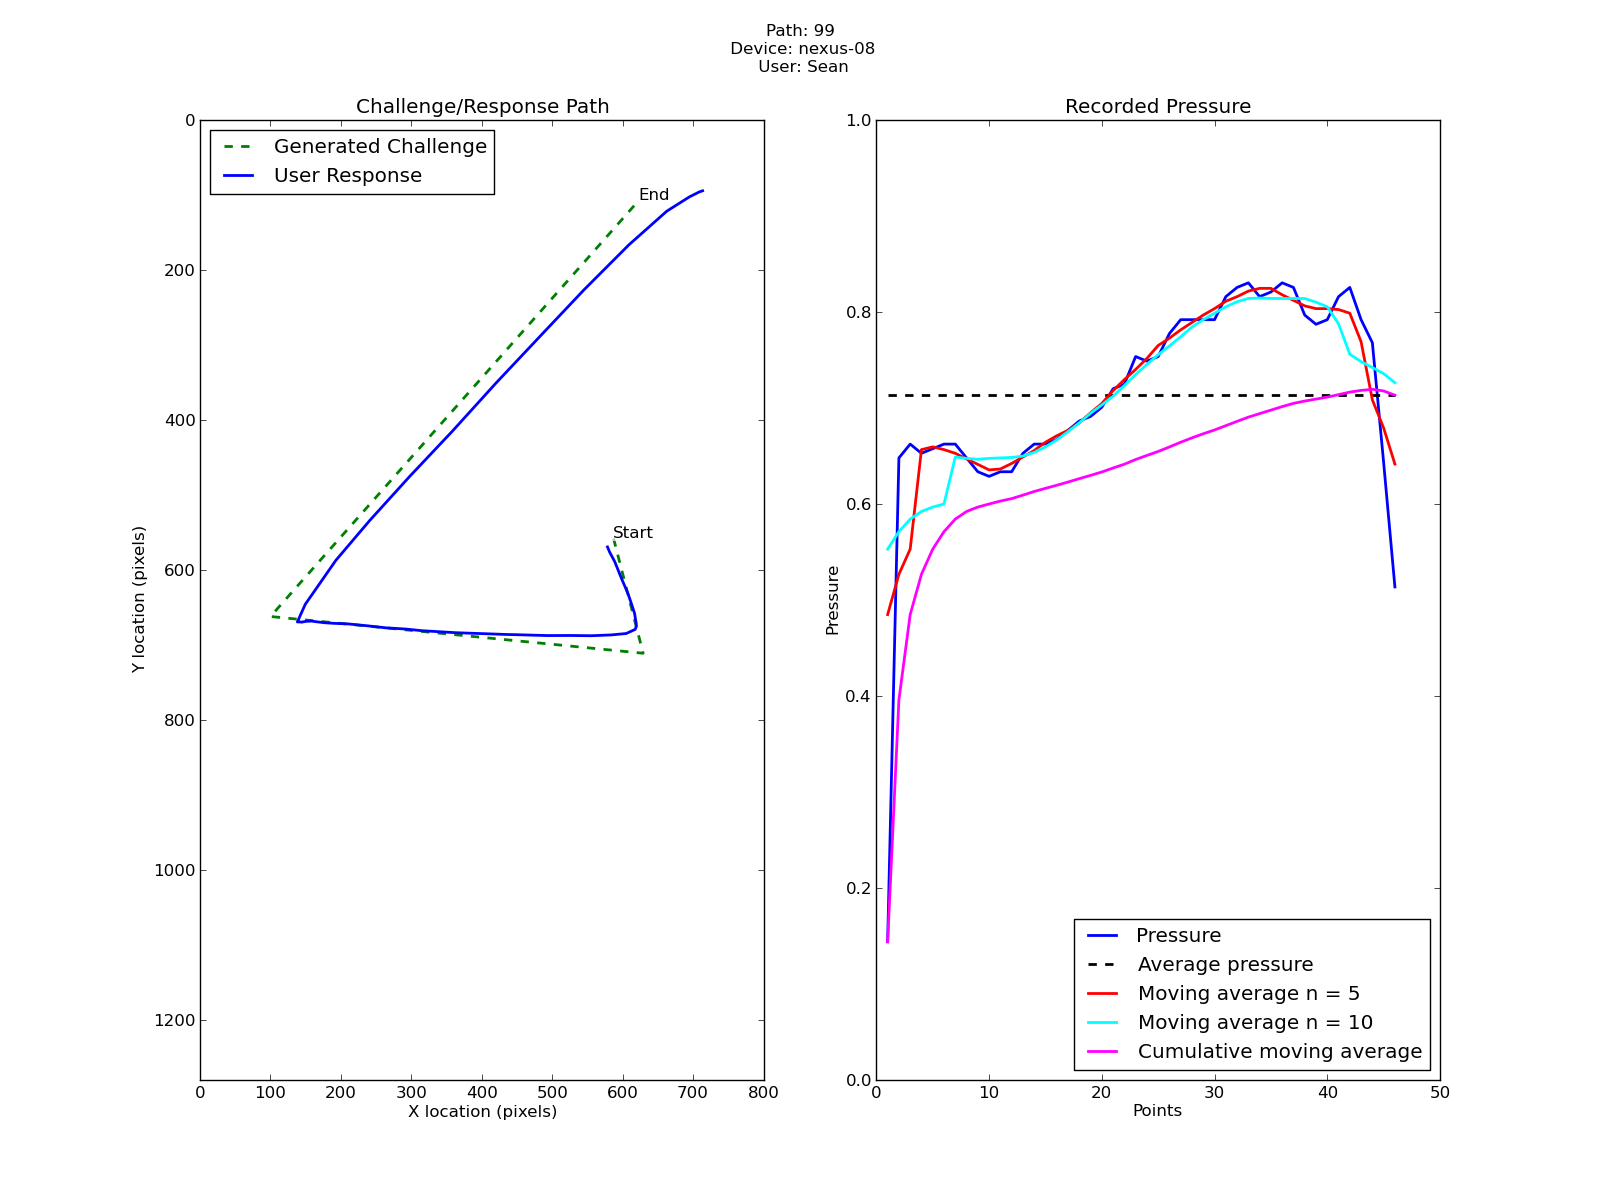 Path: 99
Device: nexus-08
User: Sean
Challenge/Response Path
Generated Challenge
User Response
End
Start
0
200
400
600
800
1000
1200
Y location (pixels)
0 100 200 300 400 500 600 700 800
X location (pixels)
Recorded Pressure
1.0
0.8
0.6
0.4
0.2
0.0
Pressure
Pressure
Average pressure
Moving average n = 5
Moving average n = 10
Cumulative moving average
0 10 20 30 40 50
Points